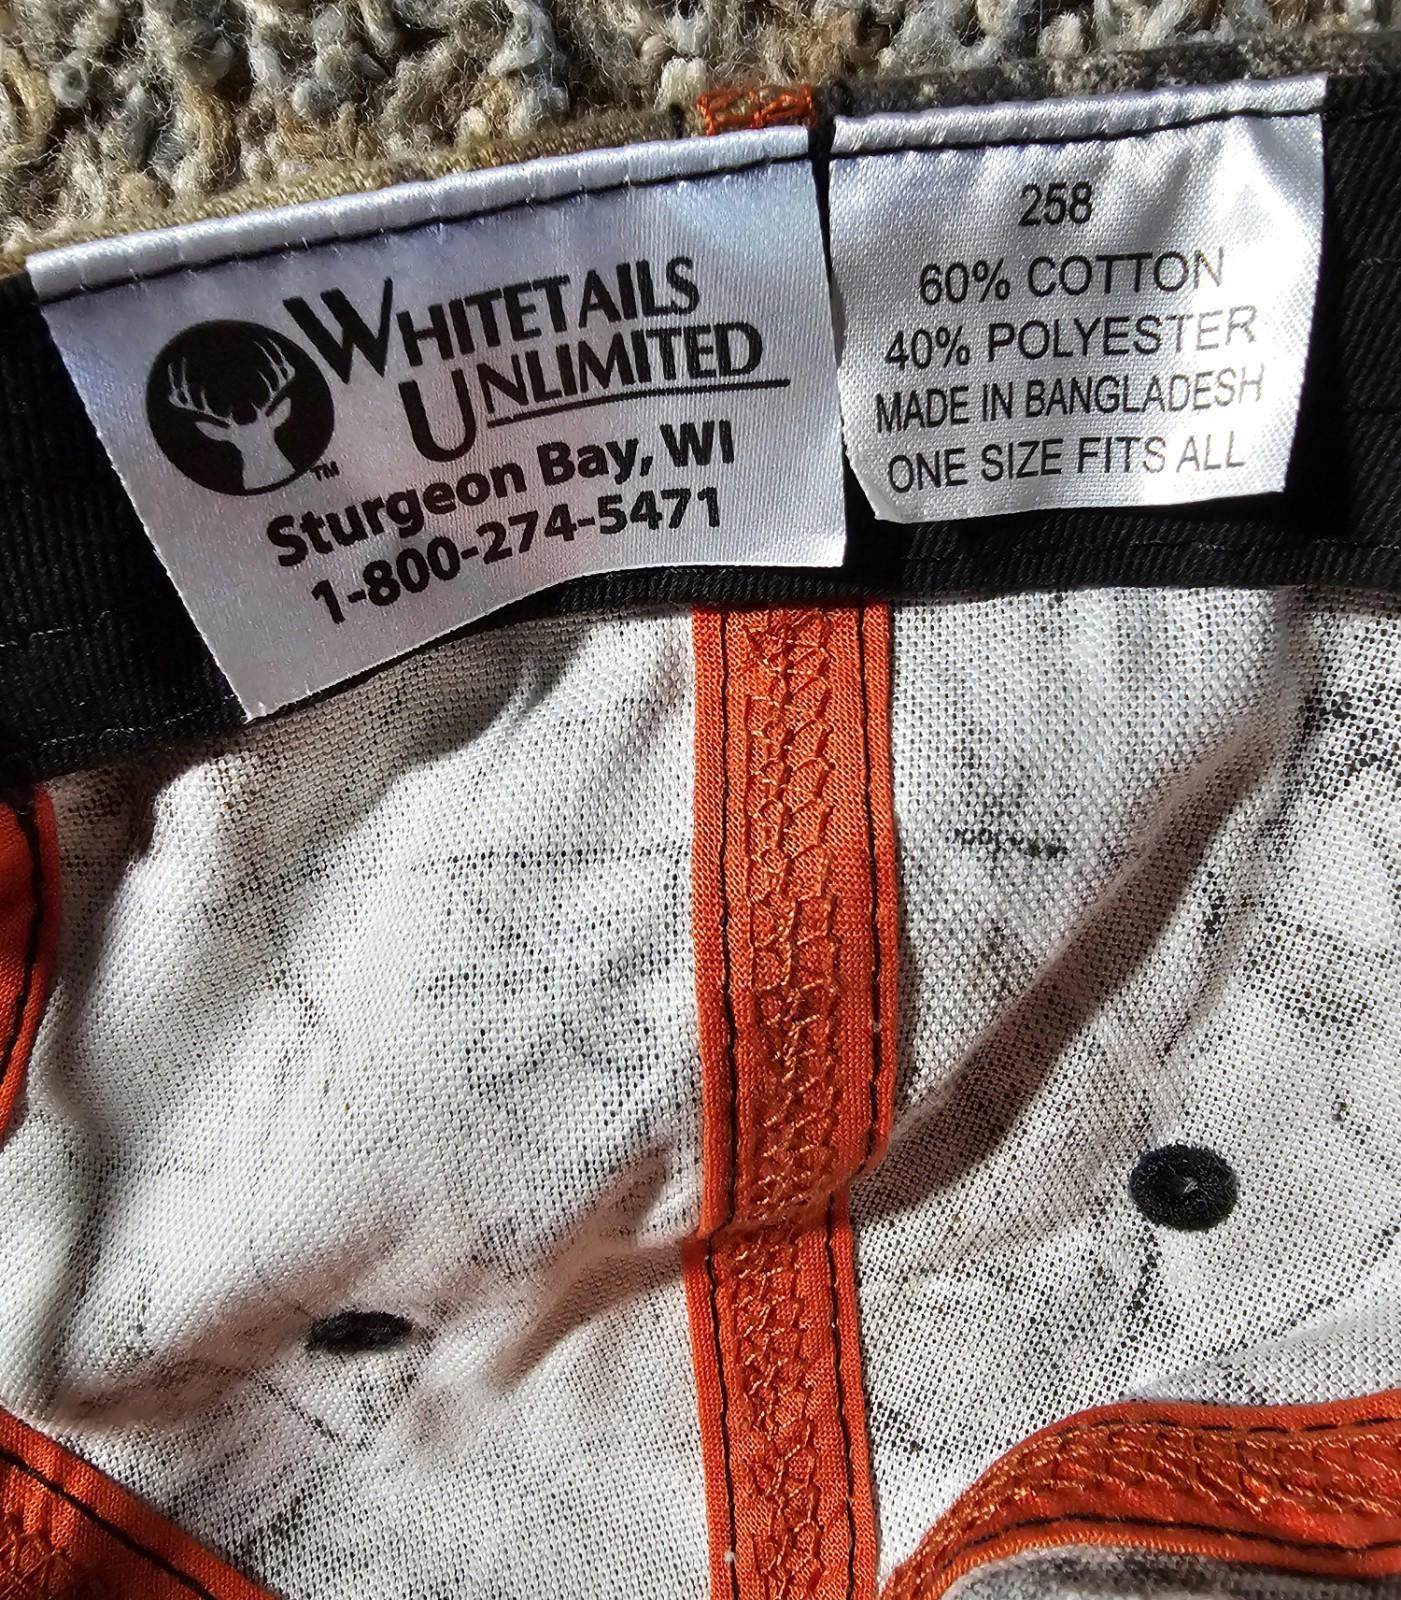 WHITETAILS
UNLIMITED
TM
Sturgeon Bay, WI
1-800-274-5471
258
60% COTTON
40% POLYESTER
MADE IN BANGLADESH
ONE SIZE FITS ALL